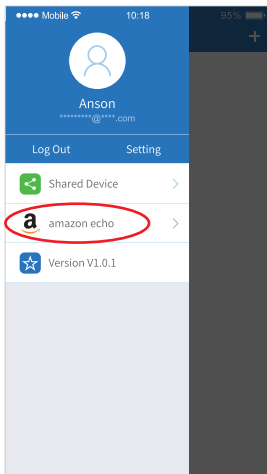 Mobile 10:18 95%
Anson
*********@****.com
Log Out Setting
Shared Device
a amazon echo
Version V1.0.1